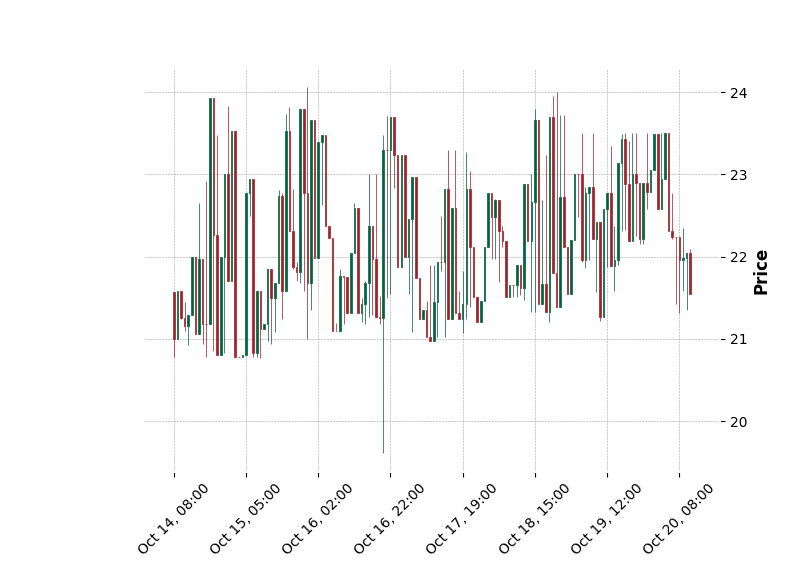 24
23
22
21
20
Price
Oct 14, 08:00
Oct 15, 05:00
Oct 16, 02:00
Oct 16, 22:00
Oct 17, 19:00
Oct 18, 15:00
Oct 19, 12:00
Oct 20, 08:00